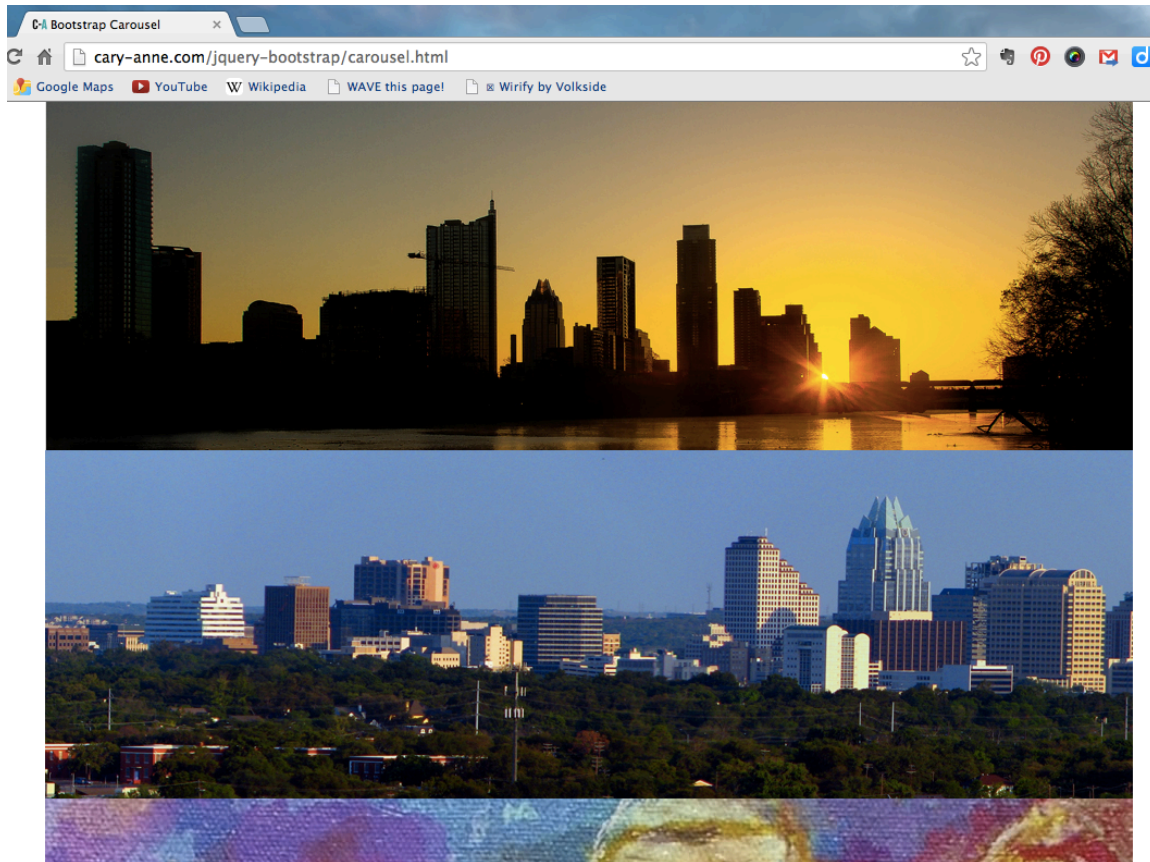 C-A Bootstrap Carousel ×
cary-anne.com/jquery-bootstrap/carousel.html
Google Maps YouTube W Wikipedia WAVE this page! Wirify by Volkside